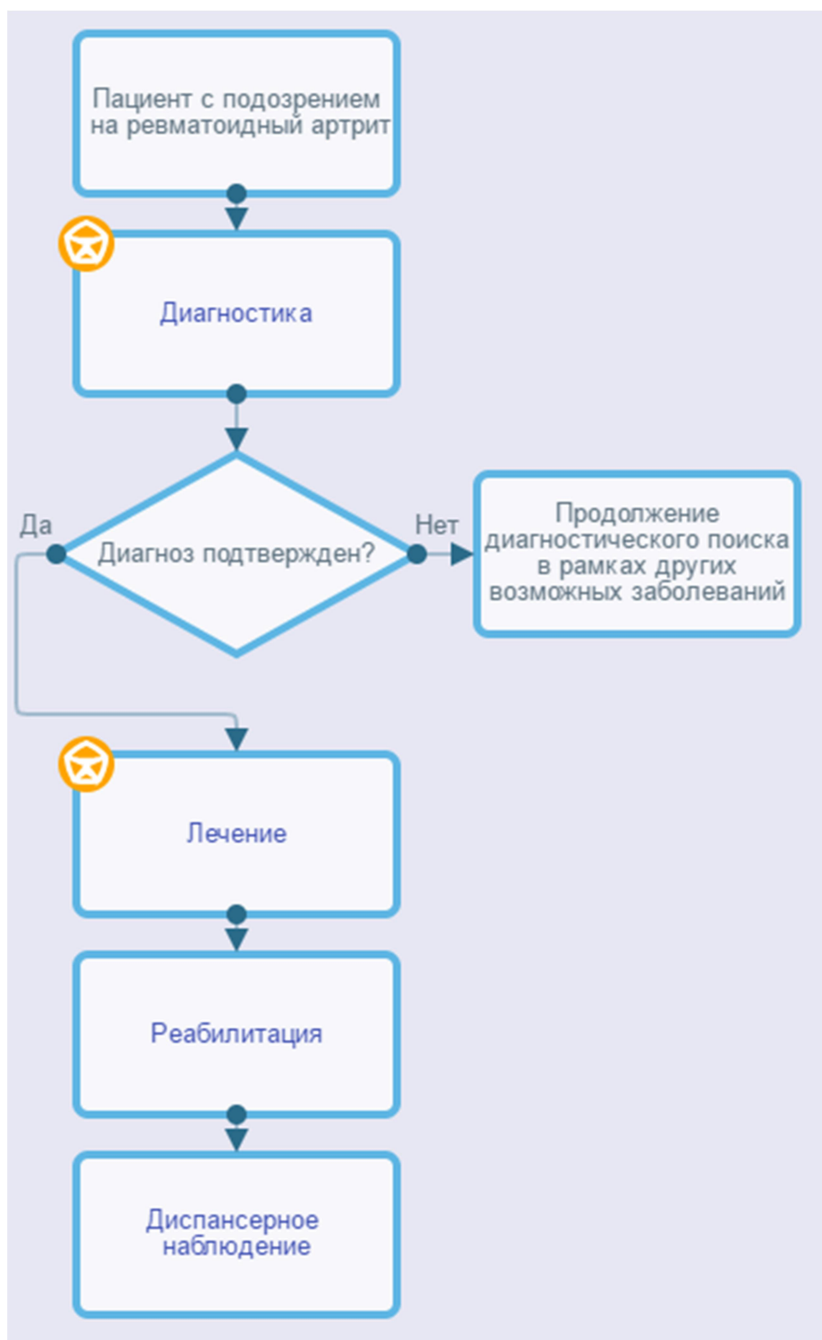 Пациент с подозрением
на ревматоидный артрит
Диагностика
Да
Диагноз подтвержден?
Нет
Продолжение
диагностического поиска
в рамках других
возможных заболеваний
Лечение
Реабилитация
Диспансерное
наблюдение